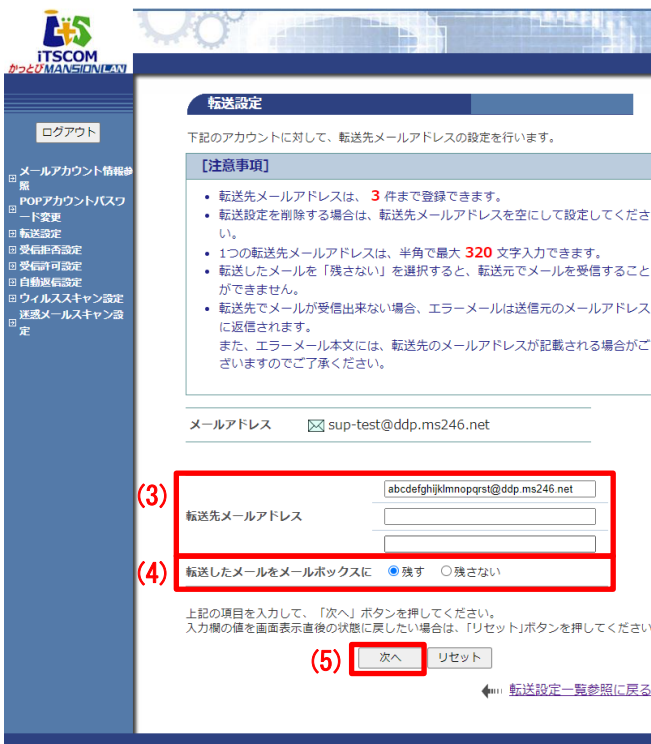 iTSCOM
かっとびMANSIONLAN
ログアウト
メールアカウント情報参
照
POPアカウントパスワ
ード変更
転送設定
受信拒否設定
受信許可設定
自動返信設定
ウィルススキャン設定
迷惑メールスキャン設
定
転送設定
下記のアカウントに対して、転送先メールアドレスの設定を行います。
[注意事項]
• 転送先メールアドレスは、 3 件まで登録できます。
• 転送設定を削除する場合は、転送先メールアドレスを空にして設定してくださ
い。
• 1つの転送先メールアドレスは、半角で最大 320 文字入力できます。
• 転送したメールを「残さない」を選択すると、転送元でメールを受信すること
ができません。
• 転送先でメールが受信出来ない場合、エラーメールは送信元のメールアドレス
に返信されます。
また、エラーメール本文には、転送先のメールアドレスが記載される場合がご
ざいますのでご了承ください。
メールアドレス sup-test@ddp.ms246.net
(3)
転送先メールアドレス abcdefghijklmnopqrst@ddp.ms246.net
(4) 転送したメールをメールボックスに 残す 残さない
上記の項目を入力して、「次へ」ボタンを押してください。
入力欄の値を画面表示直後の状態に戻したい場合は、「リセット」ボタンを押してください
(5) 次へ リセット
転送設定一覧参照に戻る